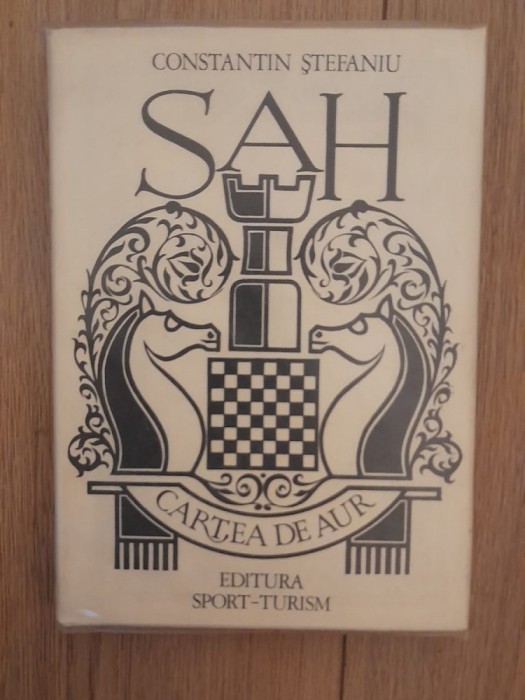 CONSTANTIN ŞTEFANIU
SAH
CARTEA DE AUR
EDITURA
SPORT-TURISM